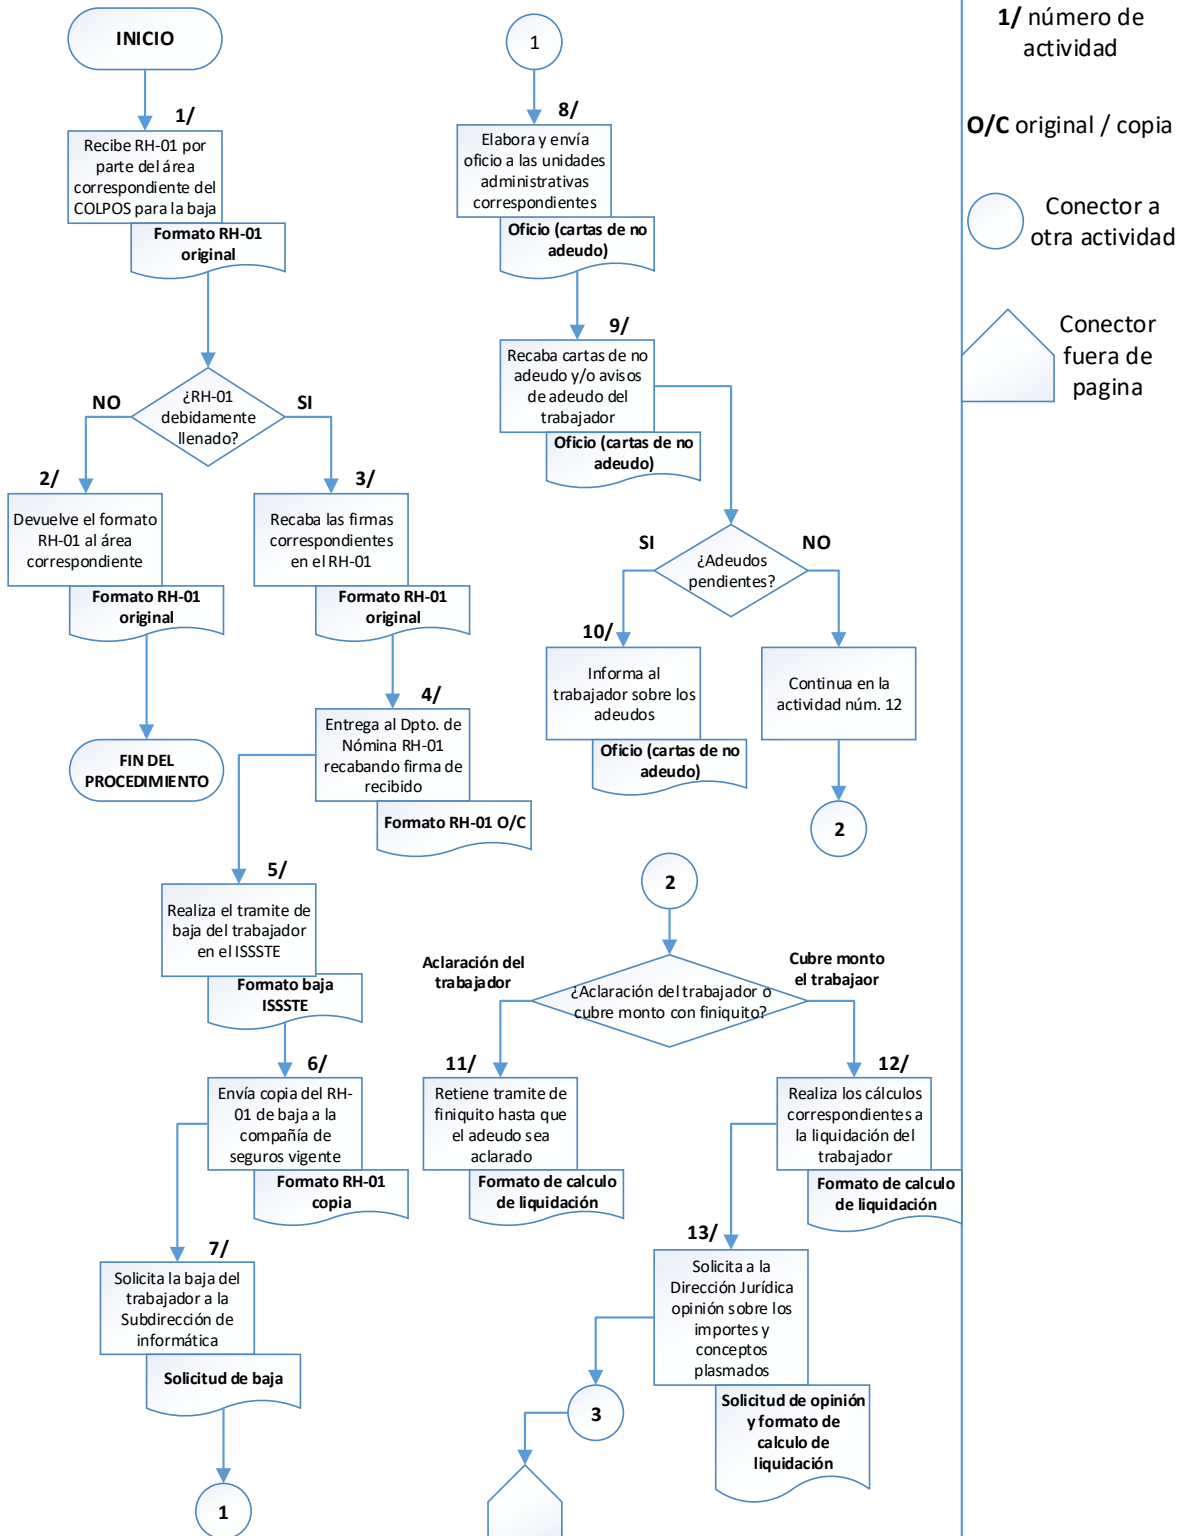 INICIO
1/
Recibe RH-01 por
parte del área
correspondiente del
COLPOS para la baja
Formato RH-01
original
¿RH-01
debidamente
llenado?
NO
SI
2/
Devuelve el formato
RH-01 al área
correspondiente
Formato RH-01
original
FIN DEL
PROCEDIMIENTO
3/
Recaba las firmas
correspondientes
en el RH-01
Formato RH-01
original
4/
Entrega al Dpto. de
Nómina RH-01
recabando firma de
recibido
Formato RH-01 O/C
5/
Realiza el tramite de
baja del trabajador
en el ISSSTE
Formato baja
ISSSTE
6/
Envía copia del RH-
01 de baja a la
compañía de
seguros vigente
Formato RH-01
copia
7/
Solicita la baja del
trabajador a la
Subdirección de
informática
Solicitud de baja
1
1
8/
Elabora y envía
oficio a las unidades
administrativas
correspondientes
Oficio (cartas de no
adeudo)
9/
Recaba cartas de no
adeudo y/o avisos
de adeudo del
trabajador
Oficio (cartas de no
adeudo)
¿Adeudos
pendientes?
SI
NO
10/
Informa al
trabajador sobre los
adeudos
Oficio (cartas de no
adeudo)
Continua en la
actividad núm. 12
2
2
¿Aclaración del trabajador o
cubre monto con finiquito?
Aclaración del
trabajador
Cubre monto
el trabajaor
11/
Retiene tramite de
finiquito hasta que
el adeudo sea
aclarado
Formato de calculo
de liquidación
12/
Realiza los cálculos
correspondientes a
la liquidación del
trabajador
Formato de calculo
de liquidación
13/
Solicita a la
Dirección Jurídica
opinión sobre los
importes y
conceptos
plasmados
Solicitud de opinión
y formato de
calculo de
liquidación
3
1/ número de
actividad
O/C original / copia
Conector a
otra actividad
Conector
fuera de
pagina